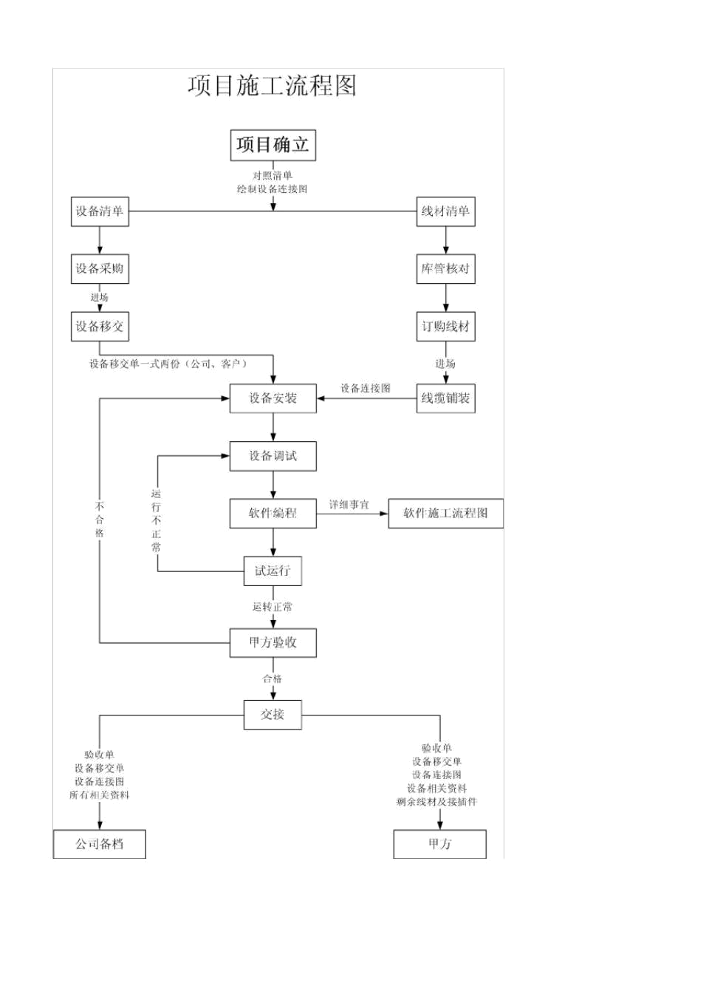 项目施工流程图
项目确立
对照清单
绘制设备连接图
设备清单
线材清单
设备采购
库管核对
进场
设备移交
订购线材
设备移交单一式两份（公司、客户）
进场
设备连接图
设备安装
线缆铺装
设备调试
运行不正常
不合格
软件编程
详细事宜
软件施工流程图
试运行
运转正常
甲方验收
合格
交接
验收单
设备移交单
设备连接图
所有相关资料
验收单
设备移交单
设备连接图
设备相关资料
剩余线材及接插件
公司备档
甲方